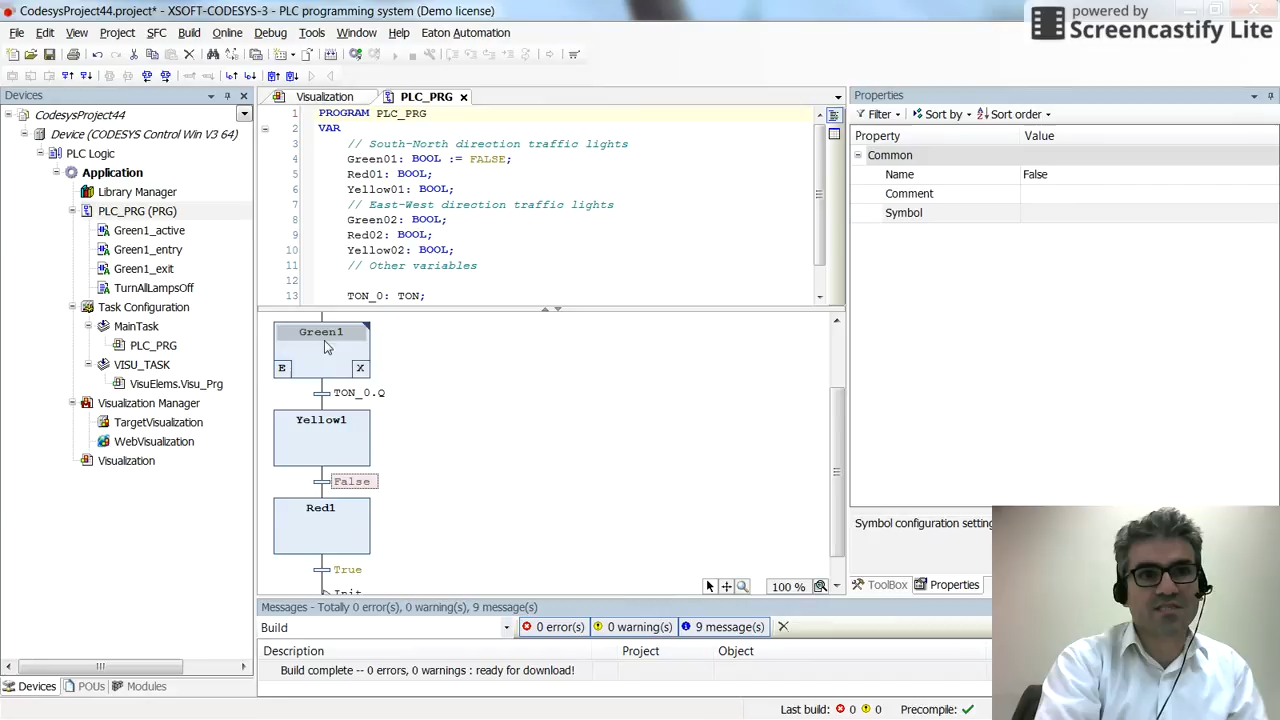 CodesysProject44.project* - XSOFT-CODESYS-3 - PLC programming system (Demo license)
powered by
Screencastify Lite
File Edit View Project SFC Build Online Debug Tools Window Help Eaton Automation
Devices
CodesysProject44
Device (CODESYS Control Win V3 64)
PLC Logic
Application
Library Manager
PLC_PRG (PRG)
Green1_active
Green1_entry
Green1_exit
TurnAllLampsOff
Task Configuration
MainTask
PLC_PRG
VISU_TASK
VisuElems.Visu_Prg
Visualization Manager
TargetVisualization
WebVisualization
Visualization
Devices POUs Modules
Visualization PLC_PRG
1 PROGRAM PLC_PRG
2 VAR
3 // South-North direction traffic lights
4 Green01: BOOL := FALSE;
5 Red01: BOOL;
6 Yellow01: BOOL;
7 // East-West direction traffic lights
8 Green02: BOOL;
9 Red02: BOOL;
10 Yellow02: BOOL;
11 // Other variables
12
13 TON_0: TON;
Green1
E X
TON_0.Q
Yellow1
False
Red1
True
Init
100 %
Properties
Filter Sort by Sort order
Property Value
Common
Name False
Comment
Symbol
Symbol configuration setting
ToolBox Properties
Messages - Totally 0 error(s), 0 warning(s), 9 message(s)
Build 0 error(s) 0 warning(s) 9 message(s)
Description Project Object
Build complete -- 0 errors, 0 warnings : ready for download!
Last build: 0 0 Precompile: